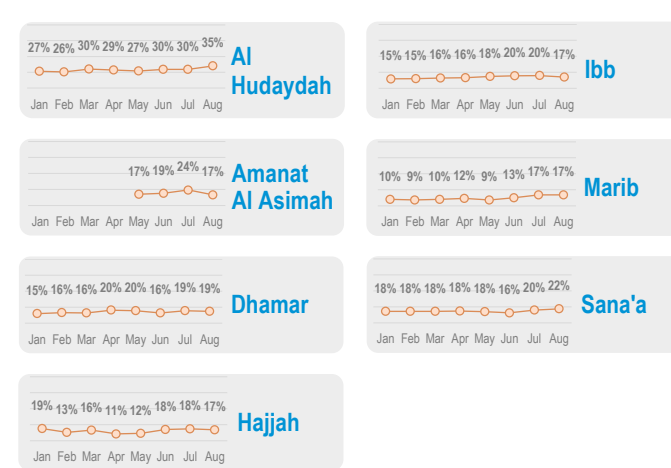 27% 26% 30% 29% 27% 30% 30% 35%
Jan Feb Mar Apr May Jun Jul Aug
Al
Hudaydah
15% 15% 16% 16% 18% 20% 20% 17%
Jan Feb Mar Apr May Jun Jul Aug
Ibb
17% 19% 24% 17%
Jan Feb Mar Apr May Jun Jul Aug
Amanat
Al Asimah
10% 9% 10% 12% 9% 13% 17% 17%
Jan Feb Mar Apr May Jun Jul Aug
Marib
15% 16% 16% 20% 20% 16% 19% 19%
Jan Feb Mar Apr May Jun Jul Aug
Dhamar
18% 18% 18% 18% 18% 16% 20% 22%
Jan Feb Mar Apr May Jun Jul Aug
Sana'a
19% 13% 16% 11% 12% 18% 18% 17%
Jan Feb Mar Apr May Jun Jul Aug
Hajjah